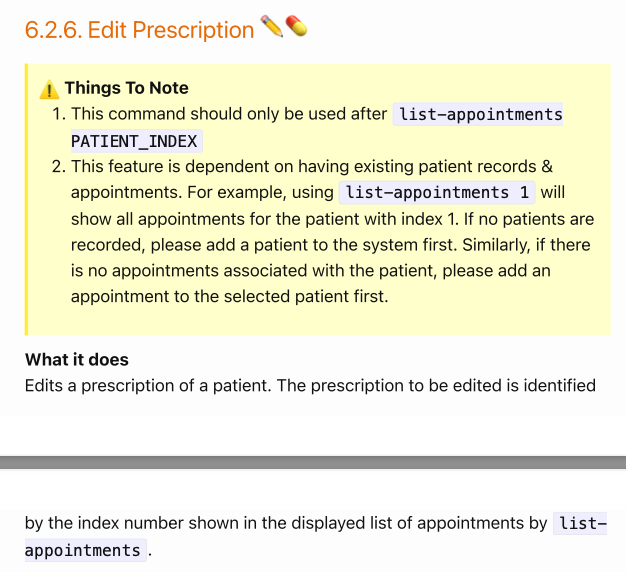 6.2.6. Edit Prescription ✏️💊
⚠️ Things To Note
1. This command should only be used after list-appointments
PATIENT_INDEX
2. This feature is dependent on having existing patient records &
appointments. For example, using list-appointments 1 will
show all appointments for the patient with index 1. If no patients are
recorded, please add a patient to the system first. Similarly, if there
is no appointments associated with the patient, please add an
appointment to the selected patient first.
What it does
Edits a prescription of a patient. The prescription to be edited is identified
by the index number shown in the displayed list of appointments by list-
appointments .